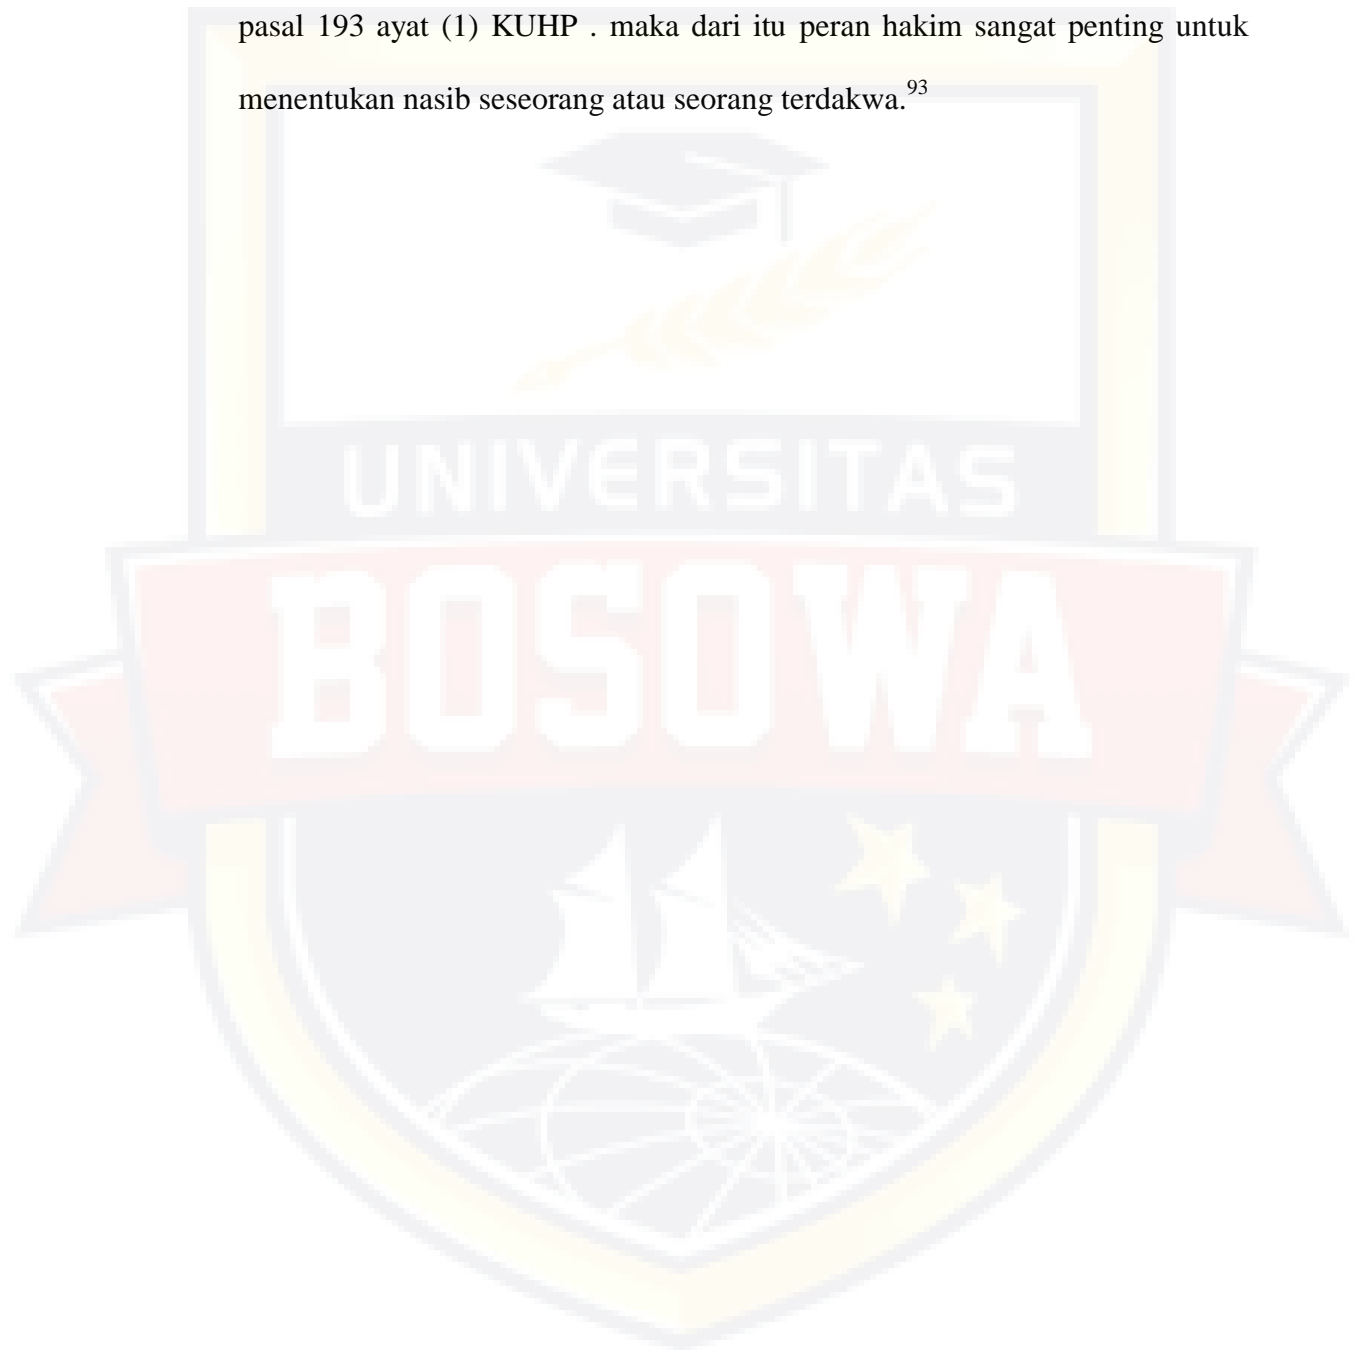 pasal 193 ayat (1) KUHP . maka dari itu peran hakim sangat penting untuk
menentukan nasib seseorang atau seorang terdakwa.93
UNIVERSITAS
BOSOWA